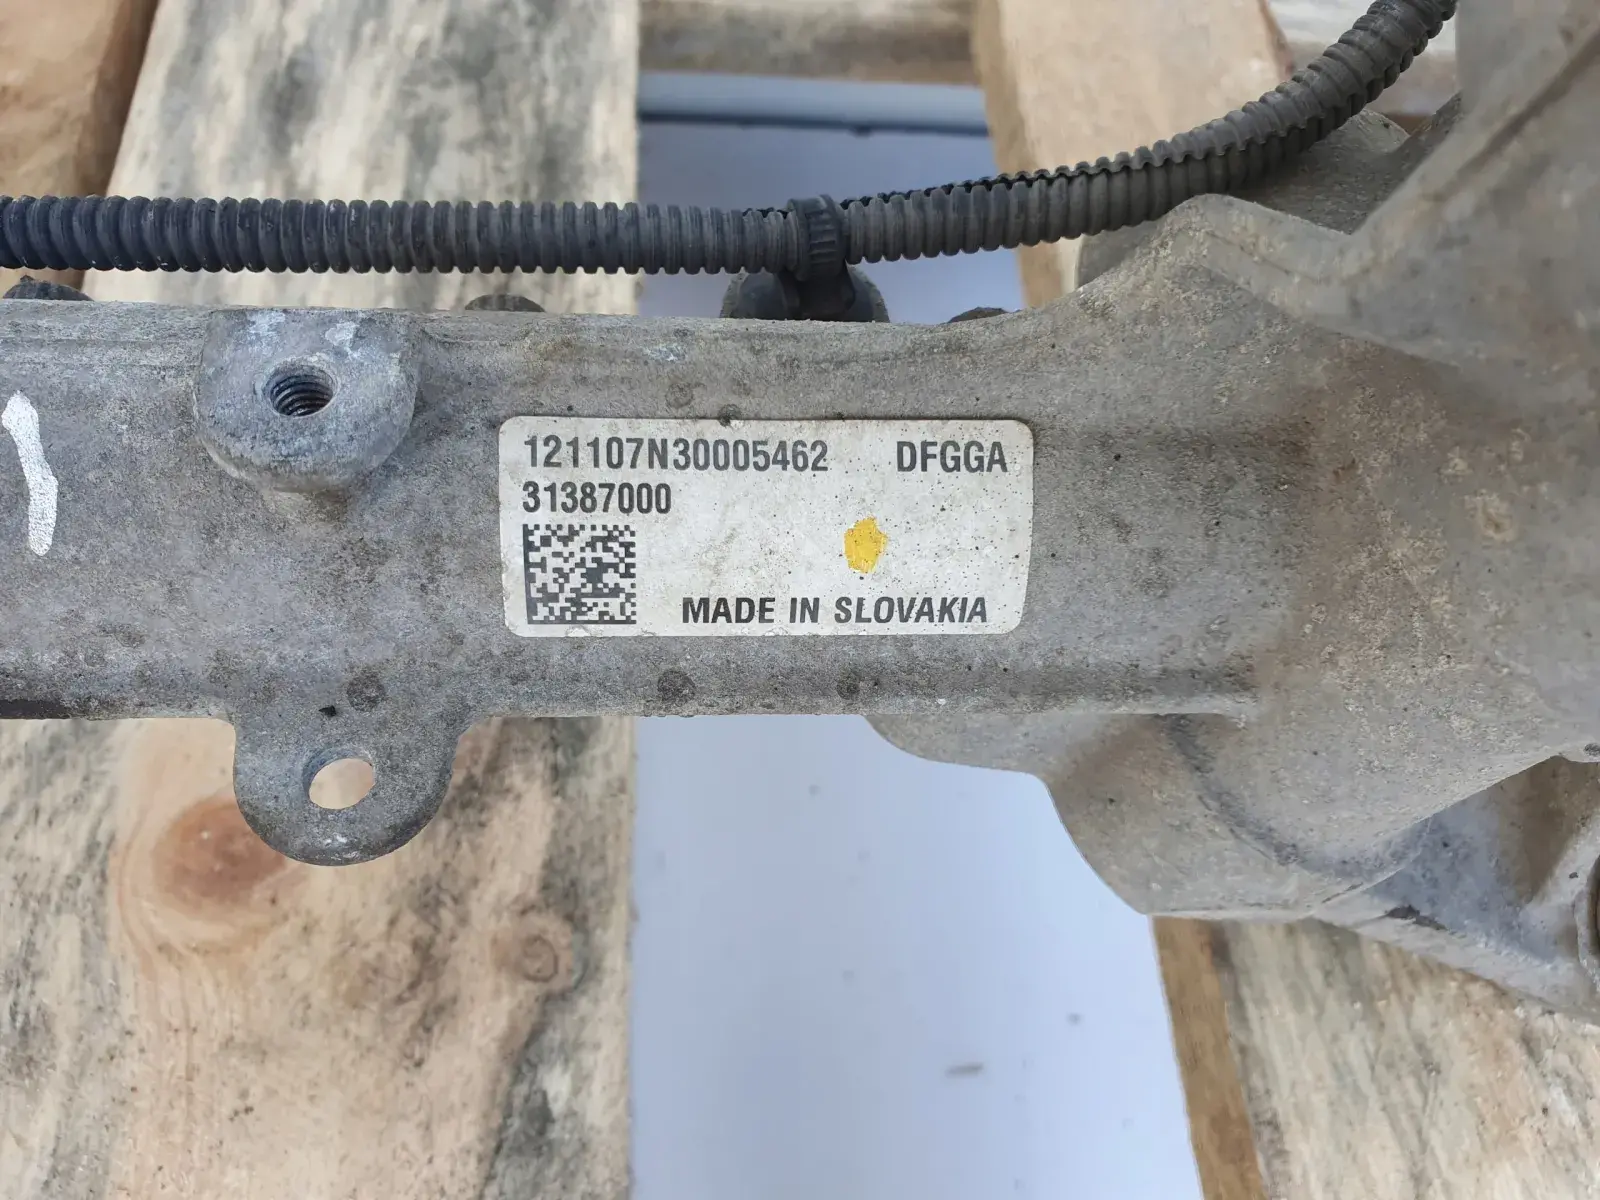 121107N30005462 DFGGA
31387000
MADE IN SLOVAKIA